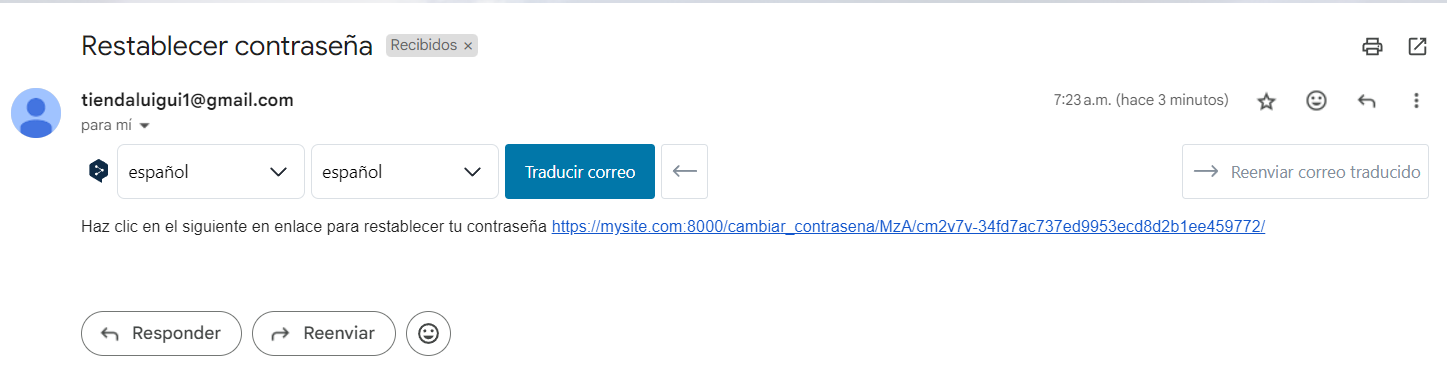 Restablecer contraseña Recibidos ×
tiendaluigui1@gmail.com 7:23 a.m. (hace 3 minutos)
para mí
español español Traducir correo Reenviar correo traducido
Haz clic en el siguiente en enlace para restablecer tu contraseña https://mysite.com:8000/cambiar_contrasena/MzA/cm2v7v-34fd7ac737ed9953ecd8d2b1ee459772/
Responder Reenviar